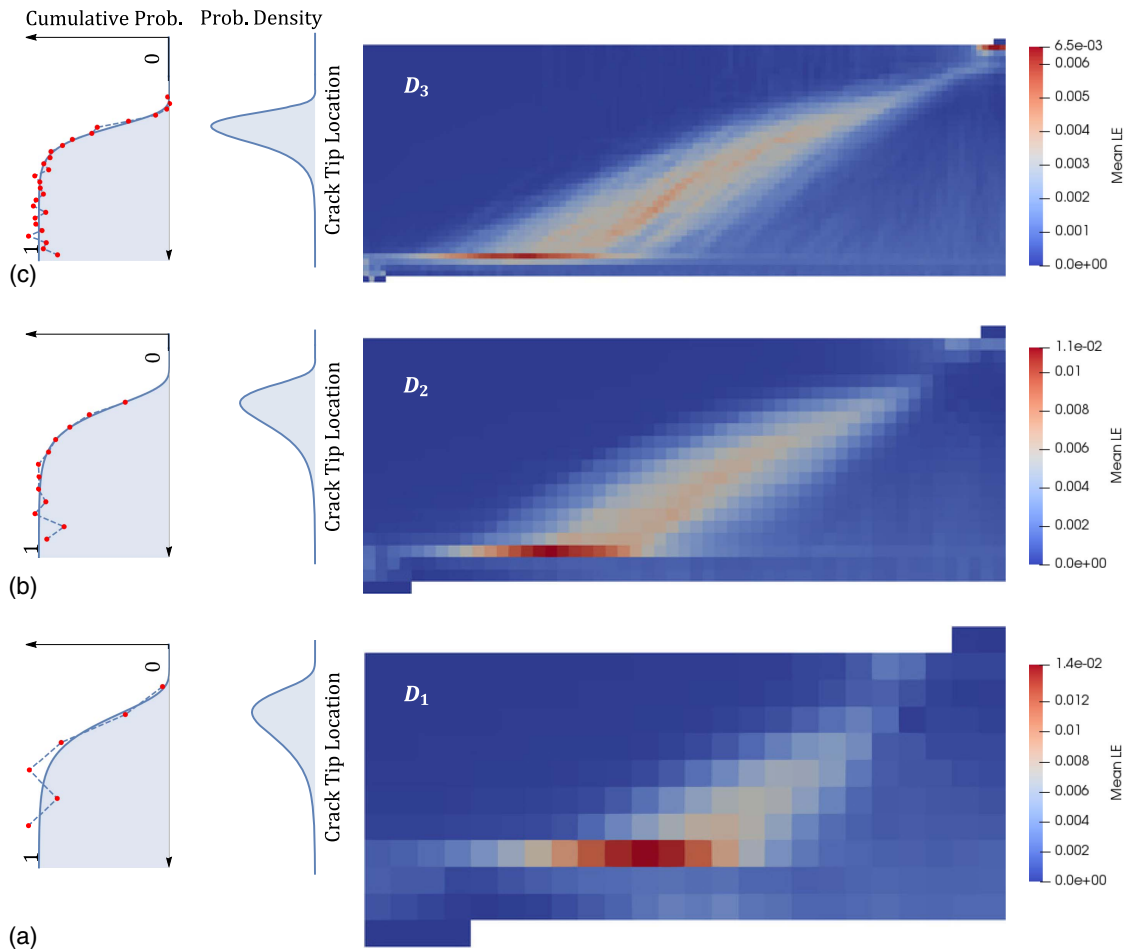 Cumulative Prob.
Prob. Density
0
1
Crack Tip Location
D3
6.5e-03
0.006
0.005
0.004
0.003
0.002
0.001
0.0e+00
Mean LE
(c)
0
1
Crack Tip Location
D2
1.1e-02
0.01
0.008
0.006
0.004
0.002
0.0e+00
Mean LE
(b)
0
1
Crack Tip Location
D1
1.4e-02
0.012
0.01
0.008
0.006
0.004
0.002
0.0e+00
Mean LE
(a)